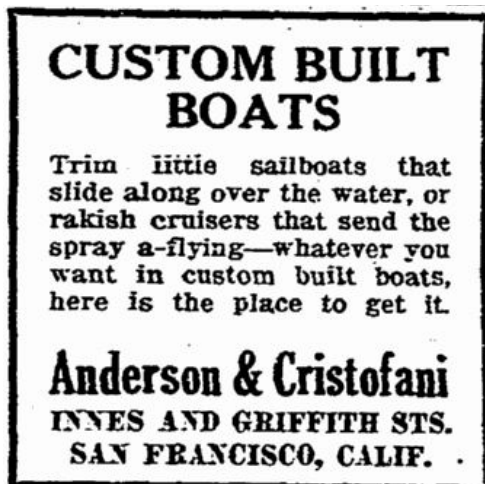 CUSTOM BUILT
BOATS
Trim little sailboats that
slide along over the water, or
rakish cruisers that send the
spray a-flying—whatever you
want in custom built boats,
here is the place to get it.
Anderson & Cristofani
INNES AND GRIFFITH STS.
SAN FRANCISCO, CALIF.